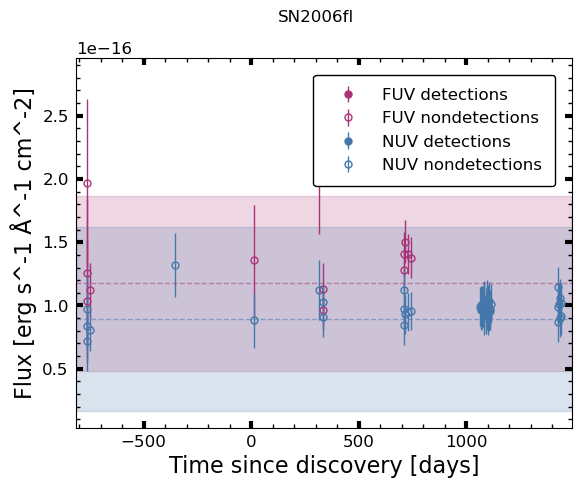 SN2006fl
1e−16
Flux [erg s^-1 Å^-1 cm^-2]
2.5
2.0
1.5
1.0
0.5
FUV detections
FUV nondetections
NUV detections
NUV nondetections
−500
0
500
1000
Time since discovery [days]